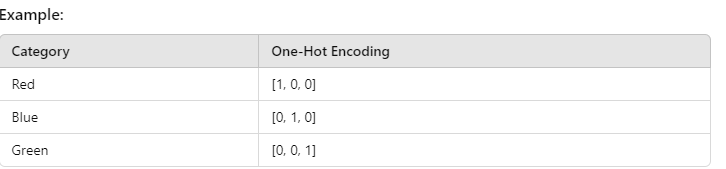 Example:
Category One-Hot Encoding
Red [1, 0, 0]
Blue [0, 1, 0]
Green [0, 0, 1]